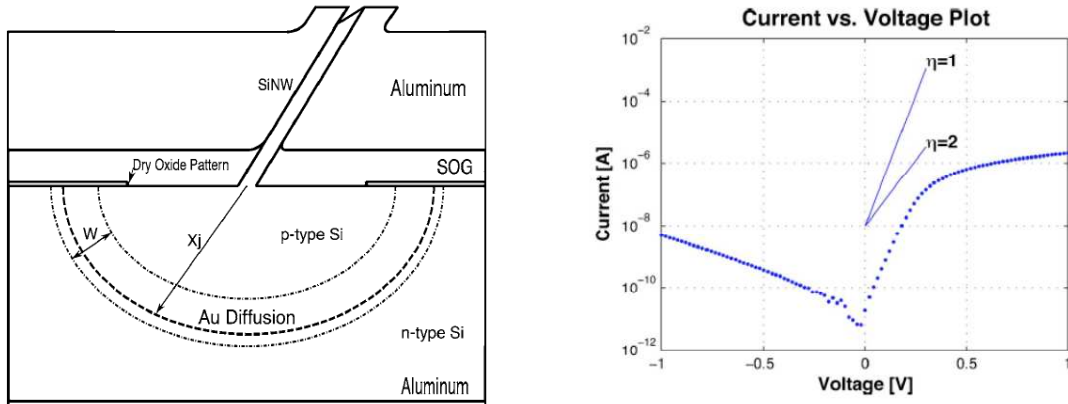 SiNW
Aluminum
Dry Oxide Pattern
SOG
W
Xj
p-type Si
Au Diffusion
n-type Si
Aluminum
Current vs. Voltage Plot
η=1
η=2
Current [A]
10⁻²
10⁻⁴
10⁻⁶
10⁻⁸
10⁻¹⁰
10⁻¹²
−1
−0.5
0
0.5
1
Voltage [V]